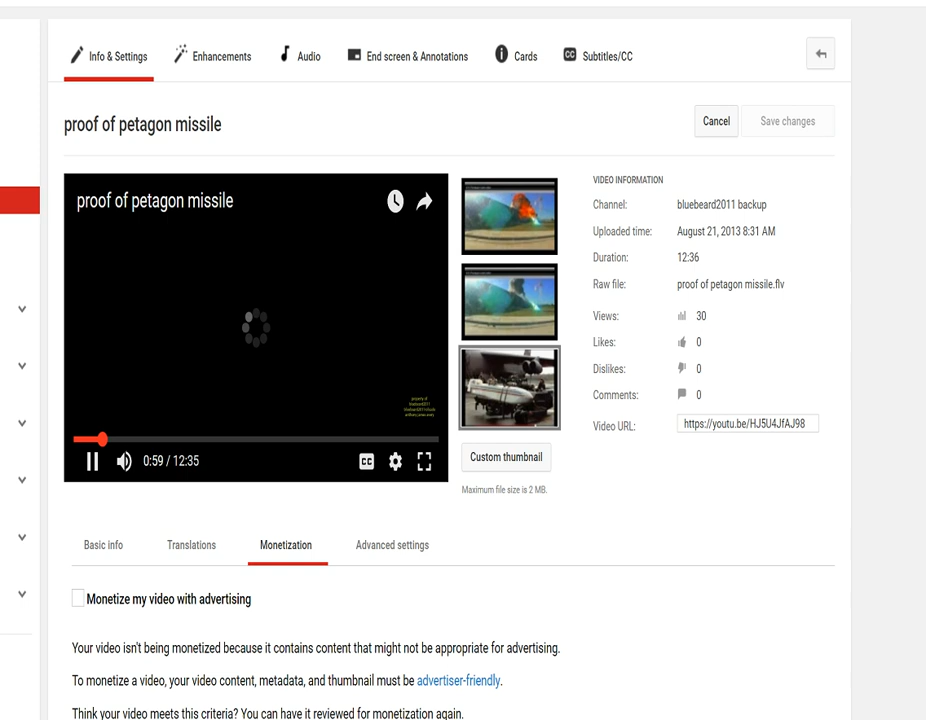 Info & Settings Enhancements Audio End screen & Annotations Cards CC Subtitles/CC
proof of petagon missile
Cancel Save changes
proof of petagon missile
VIDEO INFORMATION
Channel: bluebeard2011 backup
Uploaded time: August 21, 2013 8:31 AM
Duration: 12:36
Raw file: proof of petagon missile.flv
Views: 30
Likes: 0
Dislikes: 0
Comments: 0
Video URL: https://youtu.be/HJ5U4JfAJ98
property of
bluebeard2011
0:59 / 12:35 CC
Custom thumbnail
Maximum file size is 2 MB.
Basic info Translations Monetization Advanced settings
Monetize my video with advertising
Your video isn't being monetized because it contains content that might not be appropriate for advertising.
To monetize a video, your video content, metadata, and thumbnail must be advertiser-friendly.
Think your video meets this criteria? You can have it reviewed for monetization again.